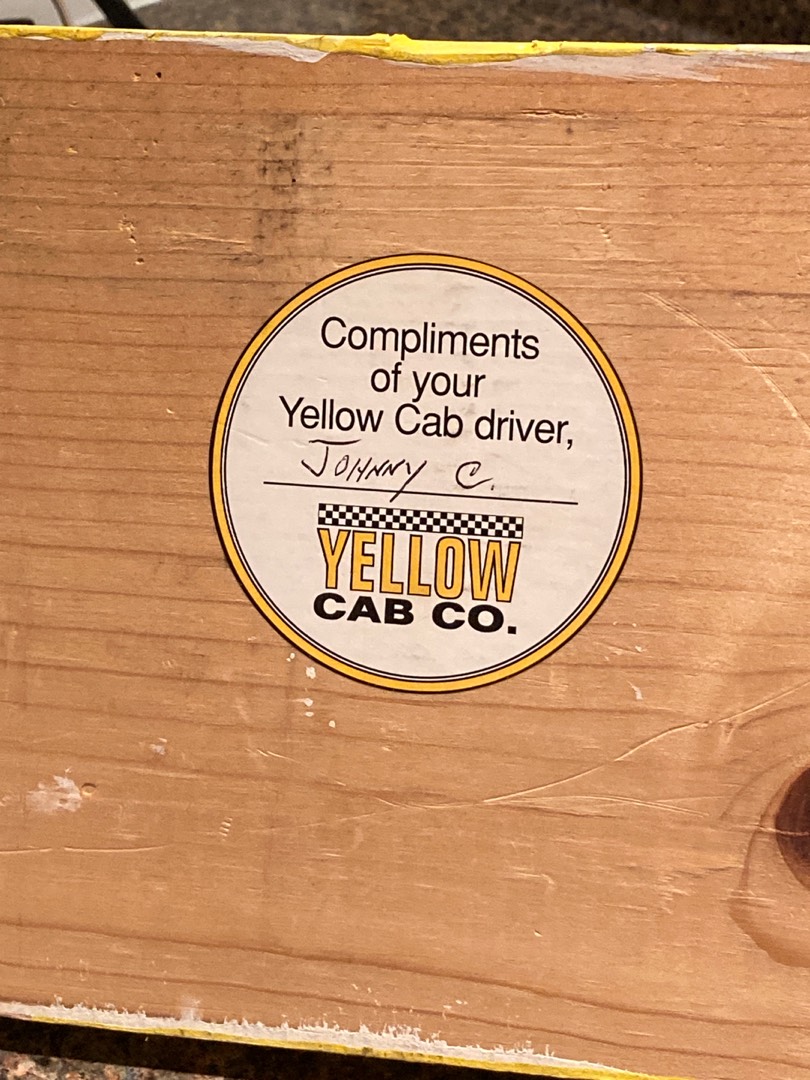 Compliments
of your
Yellow Cab driver,
JOHNNY C.
YELLOW
CAB CO.